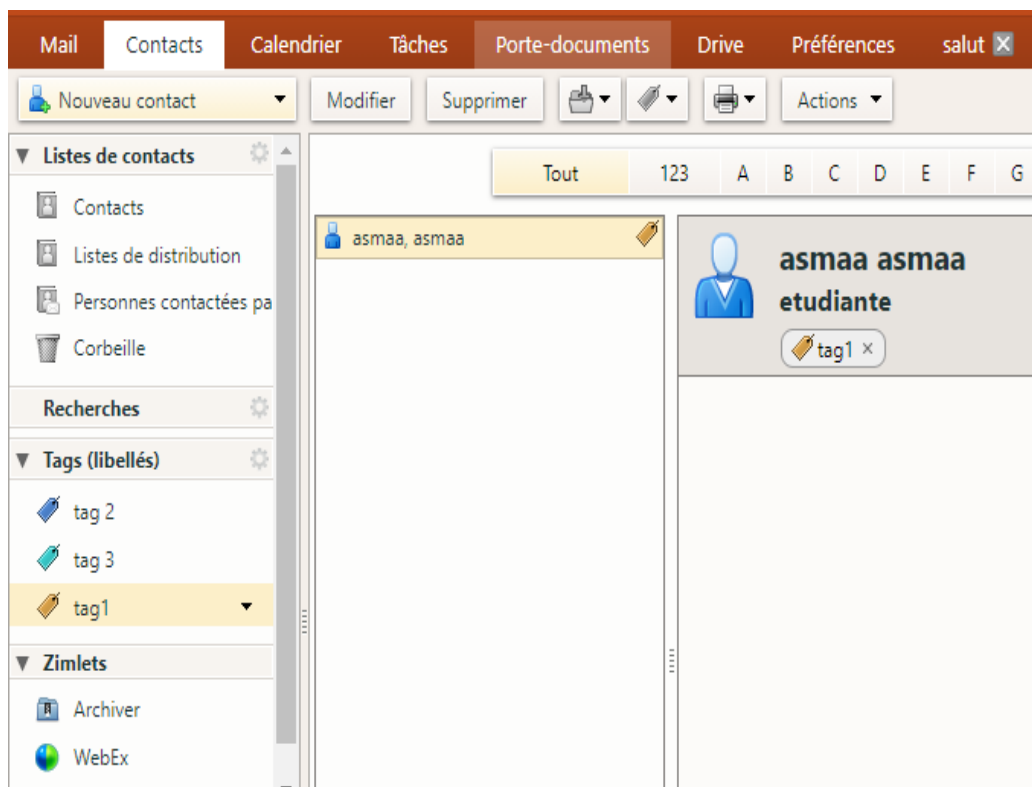 Mail Contacts Calendrier Tâches Porte-documents Drive Préférences salut
Nouveau contact Modifier Supprimer Actions
Listes de contacts
Contacts
Listes de distribution
Personnes contactées pa
Corbeille
Recherches
Tags (libellés)
tag 2
tag 3
tag1
Zimlets
Archiver
WebEx
Tout 123 A B C D E F G
asmaa, asmaa
asmaa asmaa
etudiante
tag1